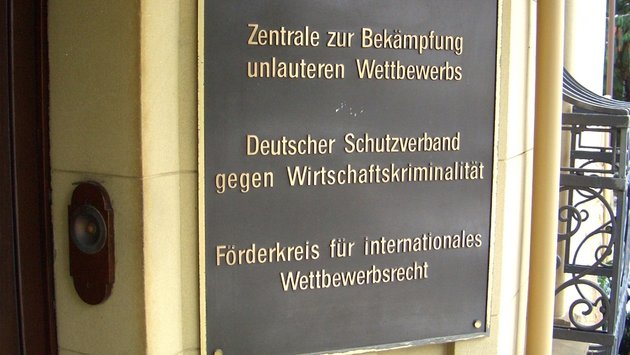 Zentrale zur Bekämpfung
unlauteren Wettbewerbs
Deutscher Schutzverband
gegen Wirtschaftskriminalität
Förderkreis für internationales
Wettbewerbsrecht